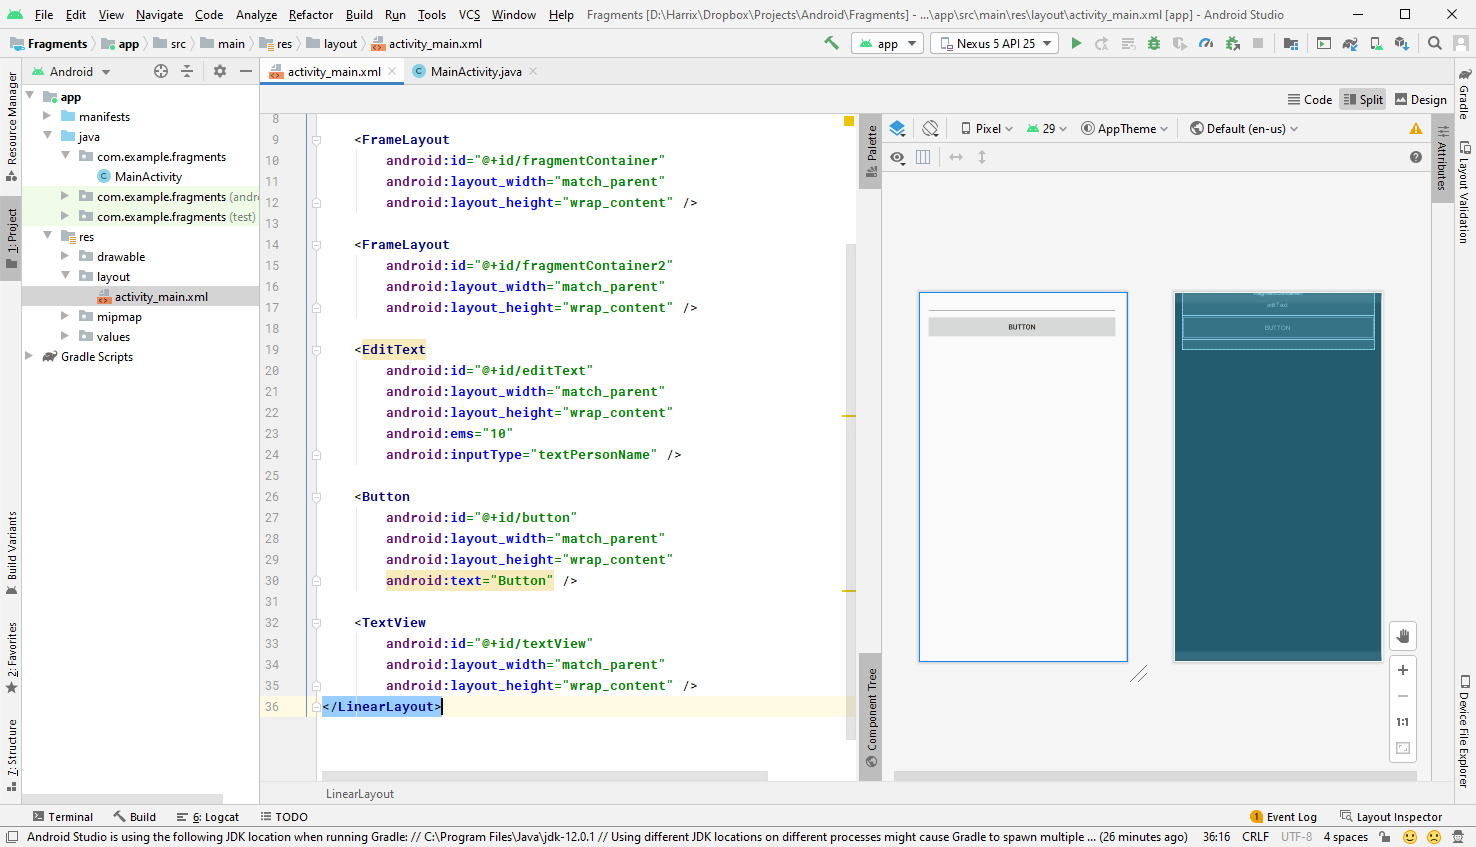 File Edit View Navigate Code Analyze Refactor Build Run Tools VCS Window Help Fragments [D:\Harrix\Dropbox\Projects\Android\Fragments] - ...\app\src\main\res\layout\activity_main.xml [app] - Android Studio
Fragments app src main res layout activity_main.xml app Nexus 5 API 25
Android activity_main.xml MainActivity.java
Code Split Design
Resource Manager
1: Project
Build Variants
2: Favorites
7: Structure
app
manifests
java
com.example.fragments
MainActivity
com.example.fragments (andr
com.example.fragments (test)
res
drawable
layout
activity_main.xml
mipmap
values
Gradle Scripts
8
9 <FrameLayout
10 android:id="@+id/fragmentContainer"
11 android:layout_width="match_parent"
12 android:layout_height="wrap_content" />
13
14 <FrameLayout
15 android:id="@+id/fragmentContainer2"
16 android:layout_width="match_parent"
17 android:layout_height="wrap_content" />
18
19 <EditText
20 android:id="@+id/editText"
21 android:layout_width="match_parent"
22 android:layout_height="wrap_content"
23 android:ems="10"
24 android:inputType="textPersonName" />
25
26 <Button
27 android:id="@+id/button"
28 android:layout_width="match_parent"
29 android:layout_height="wrap_content"
30 android:text="Button" />
31
32 <TextView
33 android:id="@+id/textView"
34 android:layout_width="match_parent"
35 android:layout_height="wrap_content" />
36 </LinearLayout>
LinearLayout
Palette
Component Tree
Pixel 29 AppTheme Default (en-us)
BUTTON
editText
BUTTON
1:1
Attributes
Gradle
Layout Validation
Device File Explorer
Terminal Build 6: Logcat TODO 1 Event Log Layout Inspector
Android Studio is using the following JDK location when running Gradle: // C:\Program Files\Java\jdk-12.0.1 // Using different JDK locations on different processes might cause Gradle to spawn multiple ... (26 minutes ago) 36:16 CRLF UTF-8 4 spaces